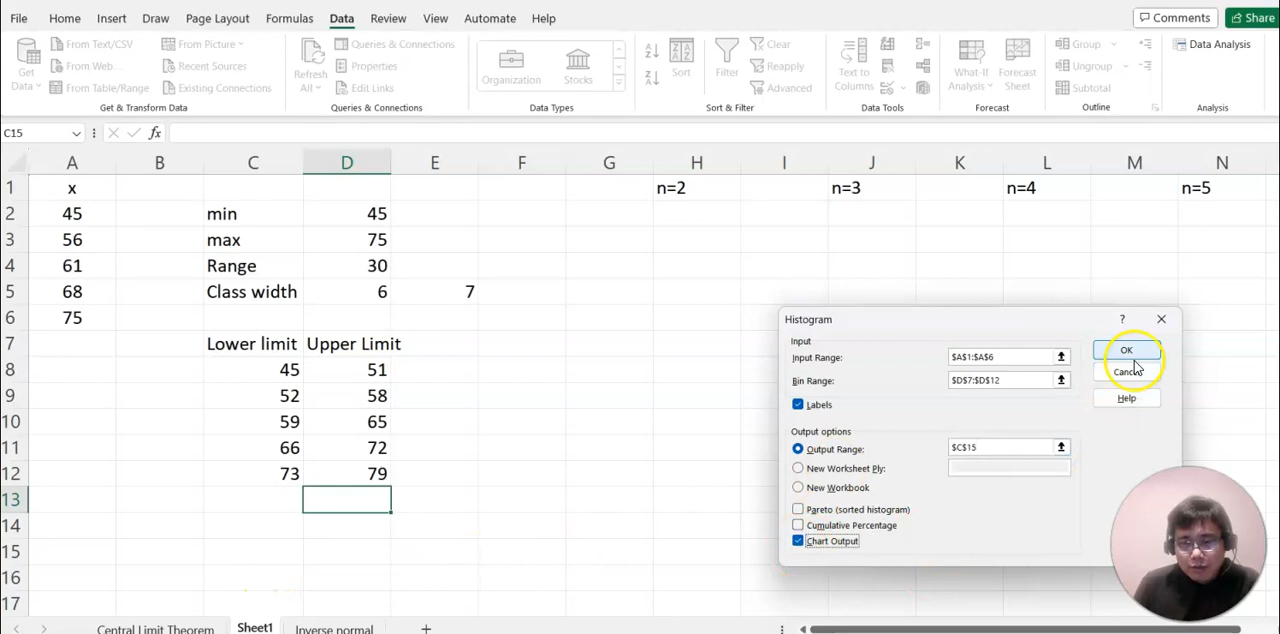 File Home Insert Draw Page Layout Formulas Data Review View Automate Help Comments Share
Get Data From Text/CSV From Picture
From Web... Recent Sources
From Table/Range Existing Connections
Get & Transform Data
Refresh All Queries & Connections
Properties
Edit Links
Queries & Connections
Organization Stocks
Data Types
Sort Filter Clear
Reapply
Advanced
Sort & Filter
Text to Columns
Data Tools
What-If Analysis Forecast Sheet
Forecast
Group
Ungroup
Subtotal
Outline
Data Analysis
Analysis
C15 fx
A B C D E F G H I J K L M N
1 x n=2 n=3 n=4 n=5
2 45 min 45
3 56 max 75
4 61 Range 30
5 68 Class width 6 7
6 75
7 Lower limit Upper Limit
8 45 51
9 52 58
10 59 65
11 66 72
12 73 79
13
14
15
16
17
Histogram ?
Input
Input Range: $A$1:$A$6
Bin Range: $D$7:$D$12
Labels
OK
Cancel
Help
Output options
Output Range: $C$15
New Worksheet Ply:
New Workbook
Pareto (sorted histogram)
Cumulative Percentage
Chart Output
Central Limit Theorem Sheet1 Inverse normal